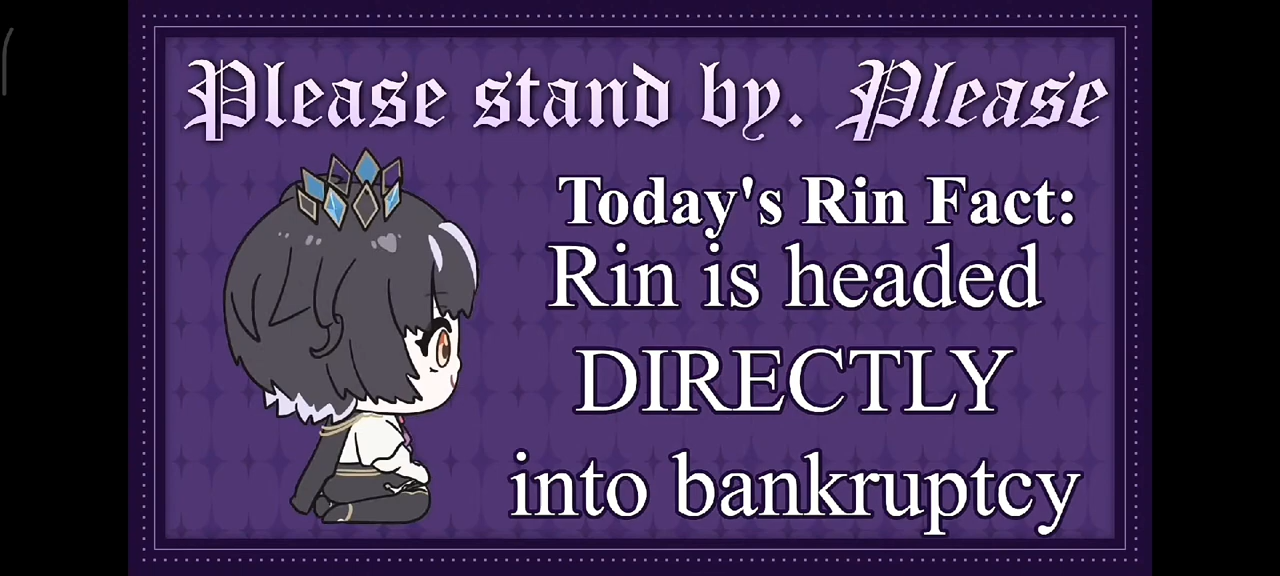 Please stand by. Please
Today's Rin Fact:
Rin is headed
DIRECTLY
into bankruptcy